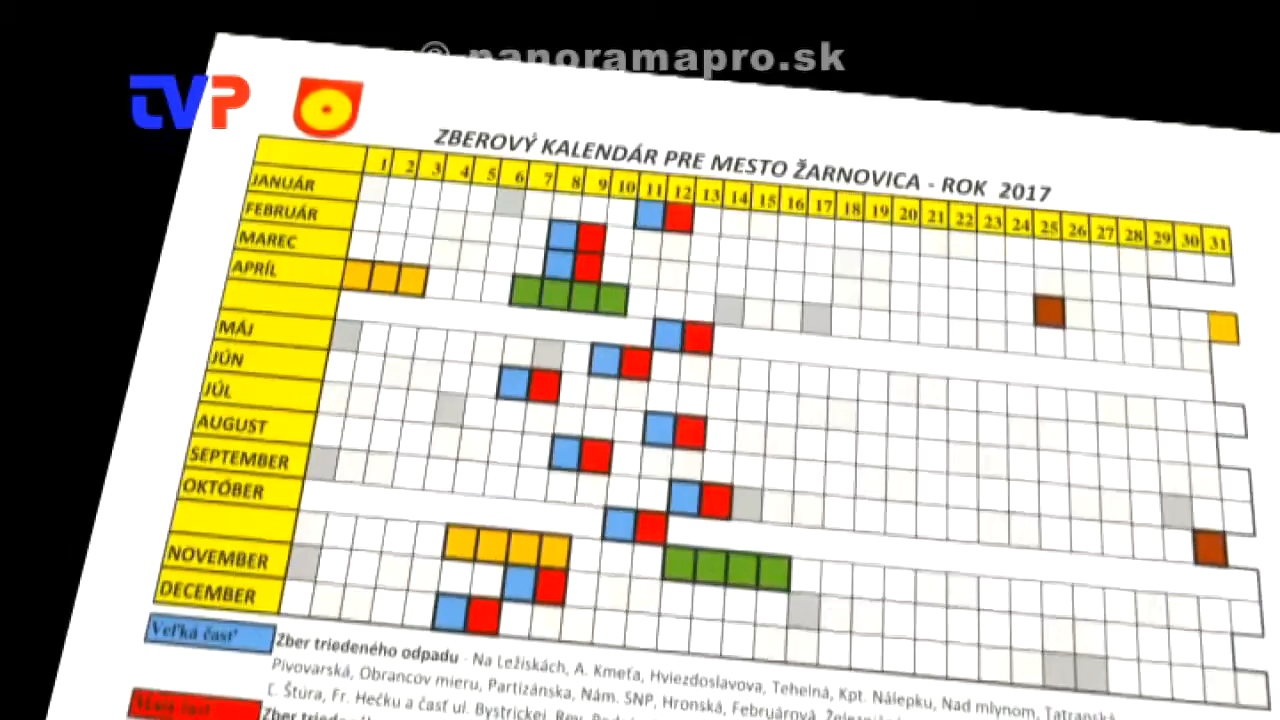 © panoramapro.sk
TVP
ZBEROVÝ KALENDÁR PRE MESTO ŽARNOVICA - ROK 2017
1 2 3 4 5 6 7 8 9 10 11 12 13 14 15 16 17 18 19 20 21 22 23 24 25 26 27 28 29 30 31
JANUÁR
FEBRUÁR
MAREC
APRÍL
MÁJ
JÚN
JÚL
AUGUST
SEPTEMBER
OKTÓBER
NOVEMBER
DECEMBER
Veľká časť
Zber triedeného odpadu - Na Ležiskách, A. Kmeťa, Hviezdoslavova, Tehelná, Kpt. Nálepku, Nad mlynom, Tatranská
Pivovarská, Obrancov mieru, Partizánska, Nám. SNP, Hronská, Februárová,
Ľ. Štúra, Fr. Hečku a časť ul. Bystrickej,
Malá časť
Zber